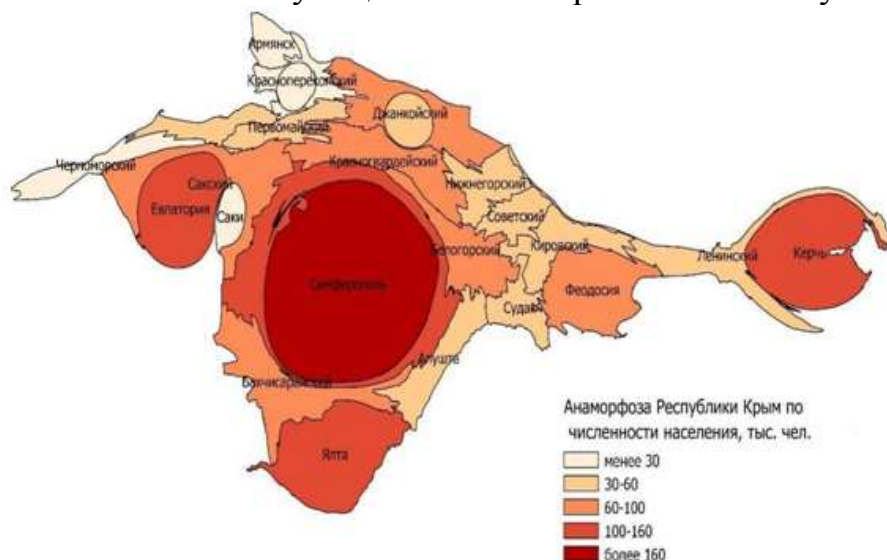 Армянск
Красноперекопский
Джанкойский
Первомайский
Черноморский
Красногвардейский
Сакский
Нижнегорский
Евпатория
Саки
Советский
Белогорский
Кировский
Ленинский
Керчь
Симферополь
Феодосия
Судак
Алушта
Бахчисарайский
Ялта
Анаморфоза Республики Крым по
численности населения, тыс. чел.
менее 30
30-60
60-100
100-160
более 160